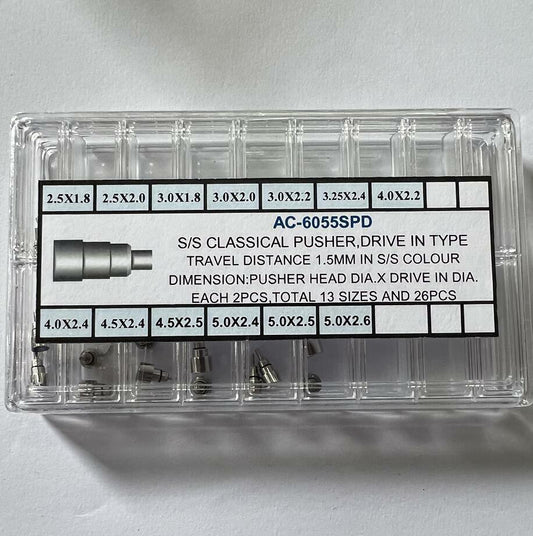 2.5X1.8 2.5X2.0 3.0X1.8 3.0X2.0 3.0X2.2 3.25X2.4 4.0X2.2
AC-6055SPD
S/S CLASSICAL PUSHER,DRIVE IN TYPE
TRAVEL DISTANCE 1.5MM IN S/S COLOUR
DIMENSION:PUSHER HEAD DIA.X DRIVE IN DIA.
EACH 2PCS,TOTAL 13 SIZES AND 26PCS
4.0X2.4 4.5X2.4 4.5X2.5 5.0X2.4 5.0X2.5 5.0X2.6